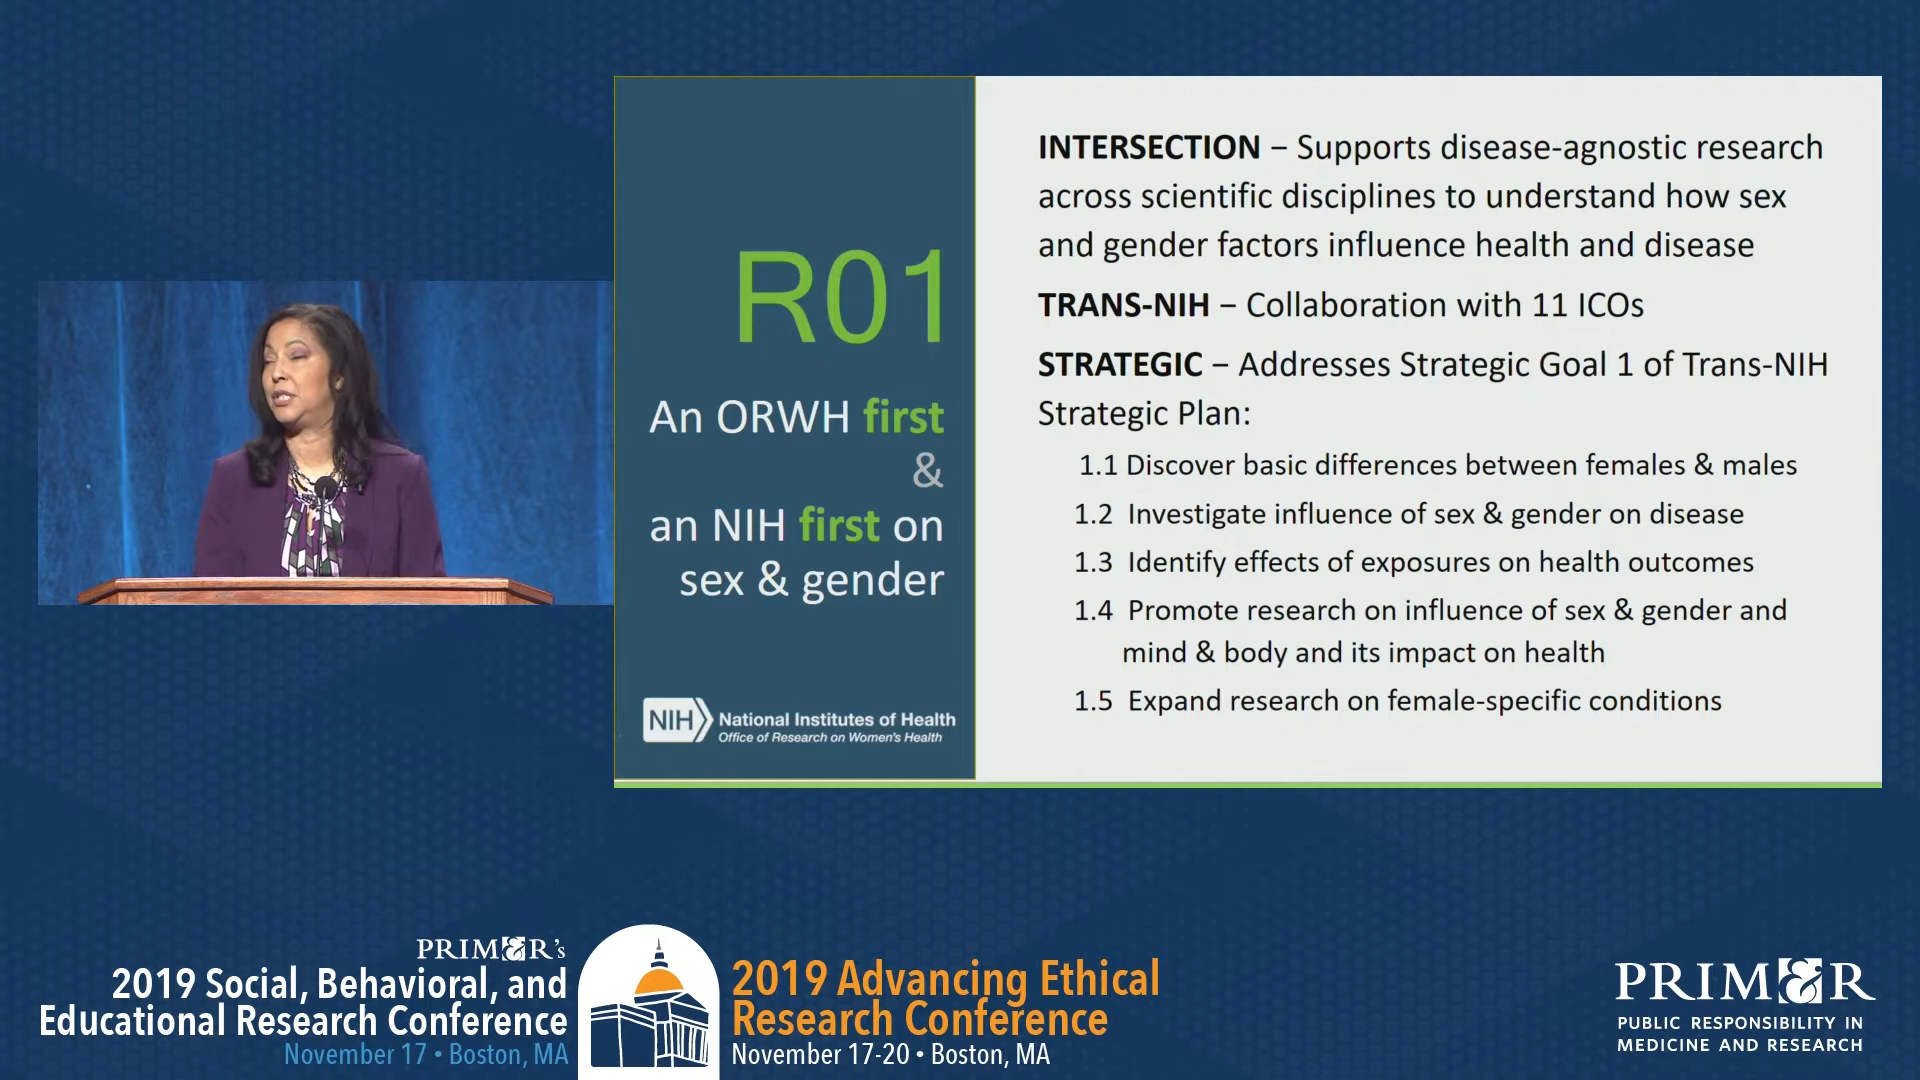 R01
An ORWH first
&
an NIH first on
sex & gender
NIH National Institutes of Health
Office of Research on Women's Health
INTERSECTION – Supports disease-agnostic research
across scientific disciplines to understand how sex
and gender factors influence health and disease
TRANS-NIH – Collaboration with 11 ICOs
STRATEGIC – Addresses Strategic Goal 1 of Trans-NIH
Strategic Plan:
1.1 Discover basic differences between females & males
1.2 Investigate influence of sex & gender on disease
1.3 Identify effects of exposures on health outcomes
1.4 Promote research on influence of sex & gender and
mind & body and its impact on health
1.5 Expand research on female-specific conditions
PRIM&R's
2019 Social, Behavioral, and
Educational Research Conference
November 17 • Boston, MA
2019 Advancing Ethical
Research Conference
November 17-20 • Boston, MA
PRIM&R
PUBLIC RESPONSIBILITY IN
MEDICINE AND RESEARCH